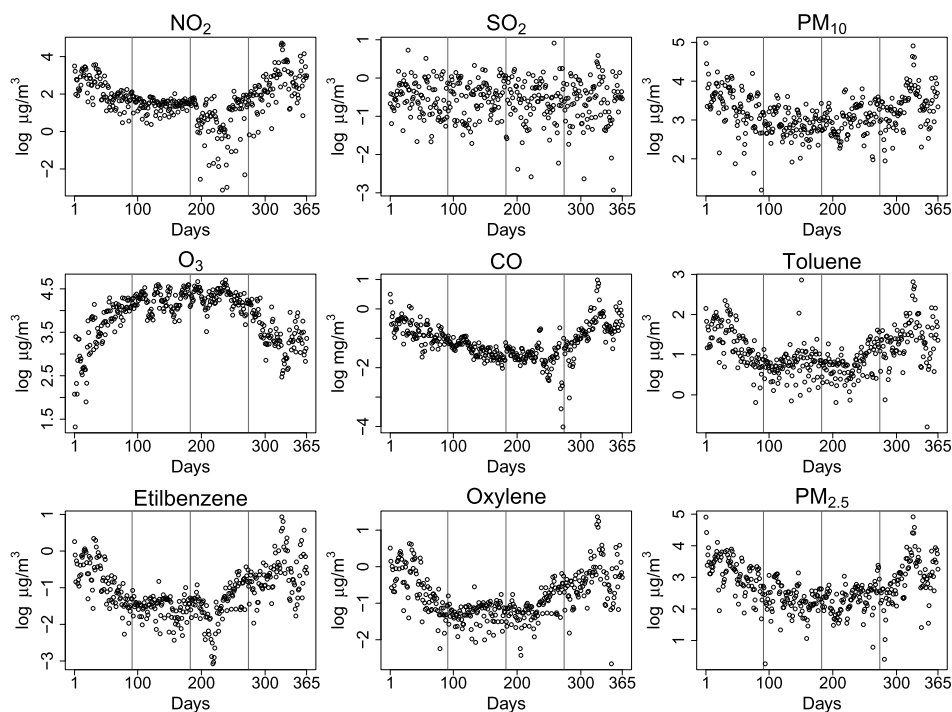 NO₂ SO₂ PM₁₀
log μg/m³ 4 2 0 −2 log μg/m³ 1 0 −1 −2 −3 log μg/m³ 5 4 3 2
1 100 200 300 365 1 100 200 300 365 1 100 200 300 365
Days Days Days
O₃ CO Toluene
log μg/m³ 4.5 3.5 2.5 1.5 log mg/m³ 1 0 −2 −4 log μg/m³ 3 2 1 0
1 100 200 300 365 1 100 200 300 365 1 100 200 300 365
Days Days Days
Etilbenzene Oxylene PM₂.₅
log μg/m³ 1 0 −1 −2 −3 log μg/m³ 1 0 −1 −2 log μg/m³ 5 4 3 2 1
1 100 200 300 365 1 100 200 300 365 1 100 200 300 365
Days Days Days